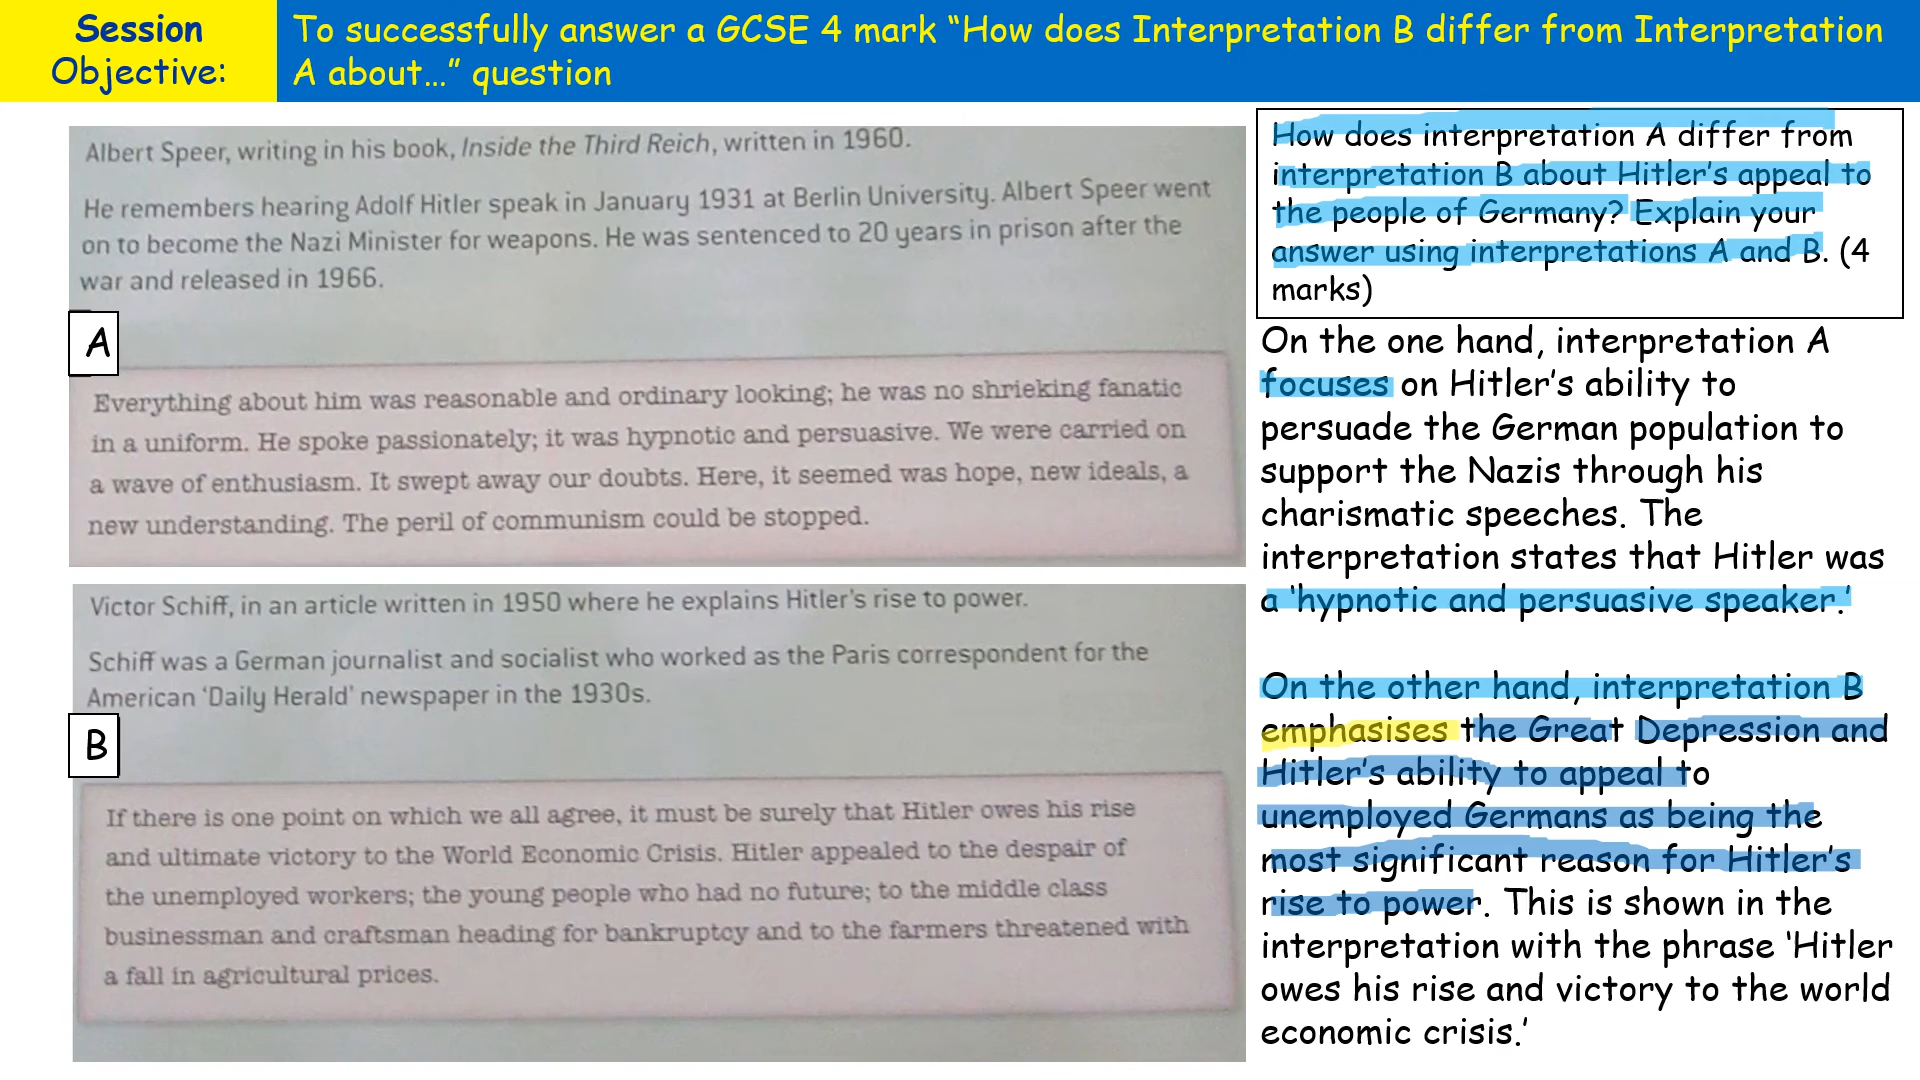 Session
Objective:
To successfully answer a GCSE 4 mark “How does Interpretation B differ from Interpretation
A about…” question
Albert Speer, writing in his book, Inside the Third Reich, written in 1960.
He remembers hearing Adolf Hitler speak in January 1931 at Berlin University. Albert Speer went
on to become the Nazi Minister for weapons. He was sentenced to 20 years in prison after the
war and released in 1966.
A
Everything about him was reasonable and ordinary looking; he was no shrieking fanatic
in a uniform. He spoke passionately; it was hypnotic and persuasive. We were carried on
a wave of enthusiasm. It swept away our doubts. Here, it seemed was hope, new ideals, a
new understanding. The peril of communism could be stopped.
Victor Schiff, in an article written in 1950 where he explains Hitler’s rise to power.
Schiff was a German journalist and socialist who worked as the Paris correspondent for the
American ‘Daily Herald’ newspaper in the 1930s.
B
If there is one point on which we all agree, it must be surely that Hitler owes his rise
and ultimate victory to the World Economic Crisis. Hitler appealed to the despair of
the unemployed workers; the young people who had no future; to the middle class
businessman and craftsman heading for bankruptcy and to the farmers threatened with
a fall in agricultural prices.
How does interpretation A differ from
interpretation B about Hitler’s appeal to
the people of Germany? Explain your
answer using interpretations A and B. (4
marks)
On the one hand, interpretation A
focuses on Hitler’s ability to
persuade the German population to
support the Nazis through his
charismatic speeches. The
interpretation states that Hitler was
a ‘hypnotic and persuasive speaker.’
On the other hand, interpretation B
emphasises the Great Depression and
Hitler’s ability to appeal to
unemployed Germans as being the
most significant reason for Hitler’s
rise to power. This is shown in the
interpretation with the phrase ‘Hitler
owes his rise and victory to the world
economic crisis.’